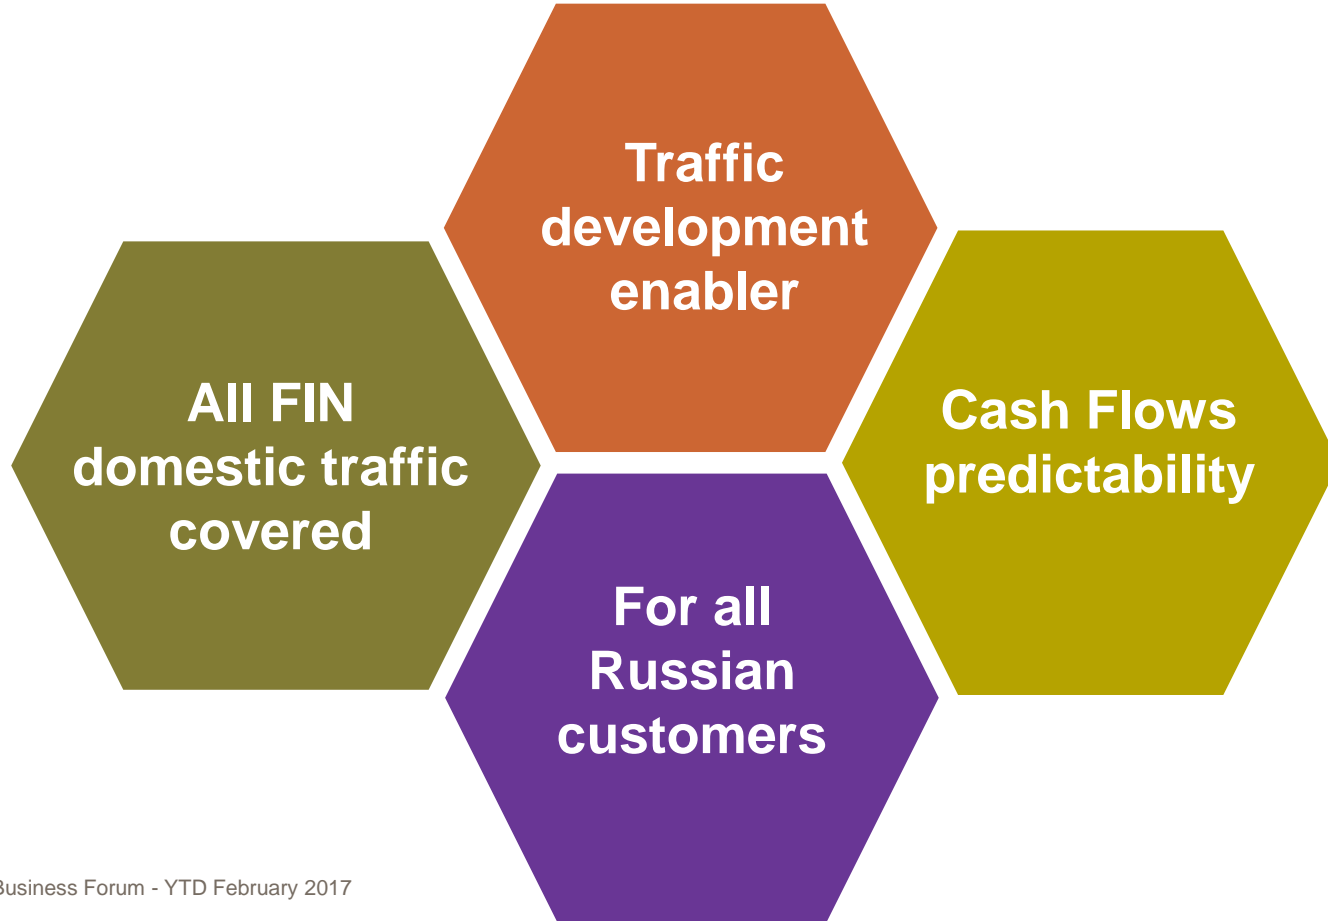 Traffic
development
enabler
All FIN
domestic traffic
covered
Cash Flows
predictability
For all
Russian
customers
Business Forum - YTD February 2017